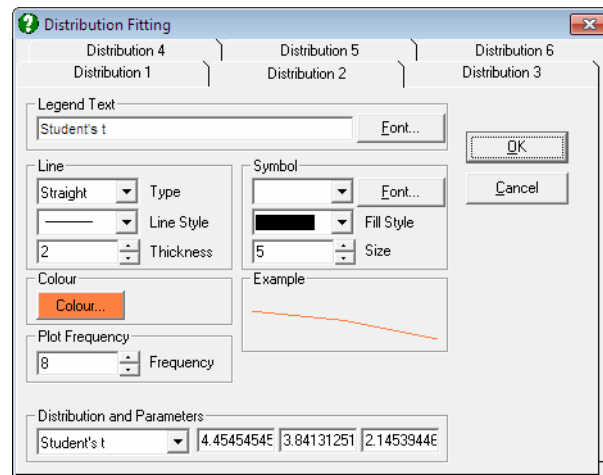 Distribution Fitting
Distribution 4 Distribution 5 Distribution 6
Distribution 1 Distribution 2 Distribution 3
Legend Text
Student's t Font...
OK
Line Symbol
Straight Type Font...
Cancel
Line Style Fill Style
2 Thickness 5 Size
Colour Example
Colour...
Plot Frequency
8 Frequency
Distribution and Parameters
Student's t 4.45454545 3.84131251 2.14539446